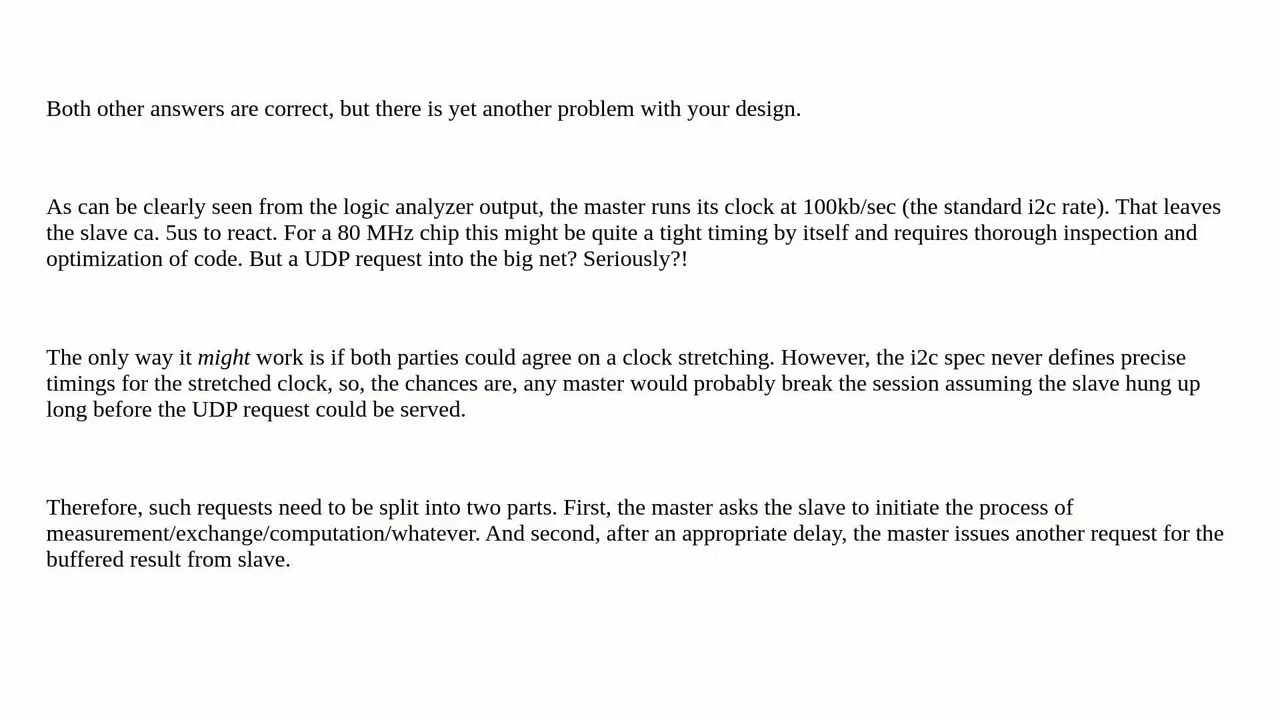 Both other answers are correct, but there is yet another problem with your design.
As can be clearly seen from the logic analyzer output, the master runs its clock at 100kb/sec (the standard i2c rate). That leaves
the slave ca. 5us to react. For a 80 MHz chip this might be quite a tight timing by itself and requires thorough inspection and
optimization of code. But a UDP request into the big net? Seriously?!
The only way it might work is if both parties could agree on a clock stretching. However, the i2c spec never defines precise
timings for the stretched clock, so, the chances are, any master would probably break the session assuming the slave hung up
long before the UDP request could be served.
Therefore, such requests need to be split into two parts. First, the master asks the slave to initiate the process of
measurement/exchange/computation/whatever. And second, after an appropriate delay, the master issues another request for the
buffered result from slave.